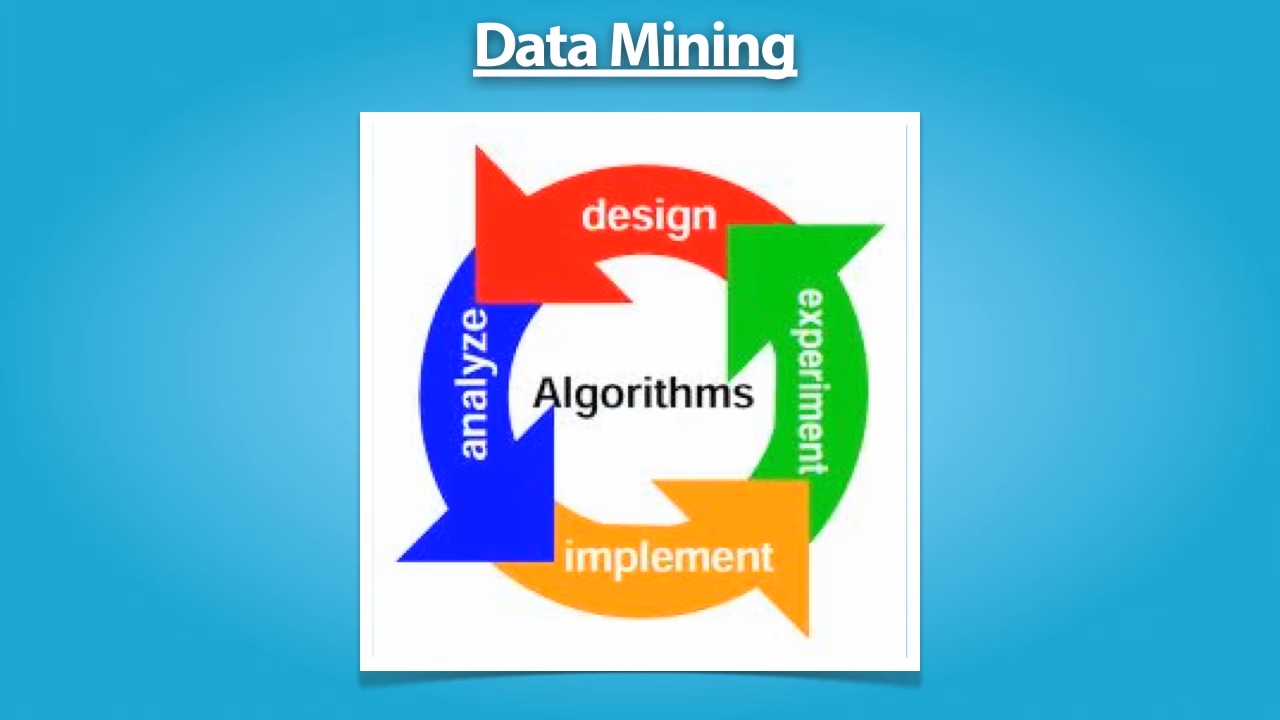 Data Mining
design
experiment
analyze
Algorithms
implement